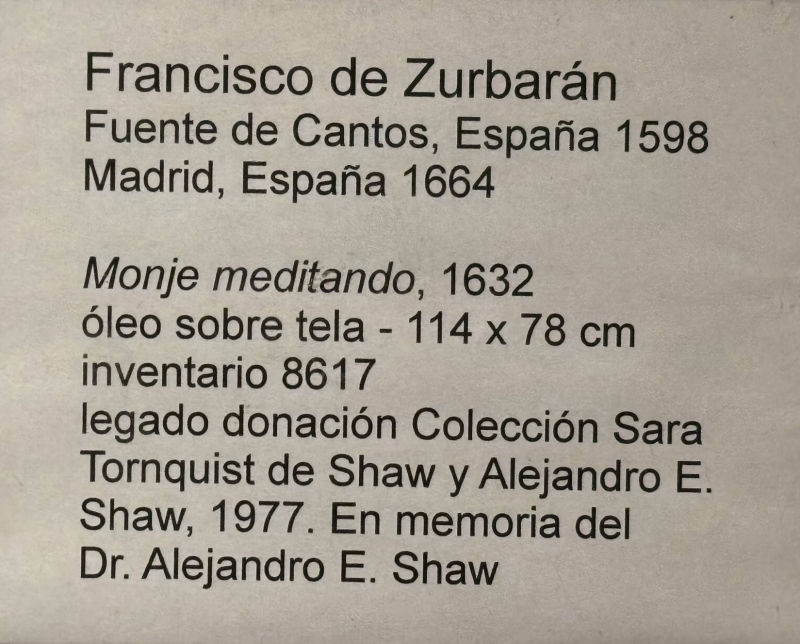 Francisco de Zurbarán
Fuente de Cantos, España 1598
Madrid, España 1664
Monje meditando, 1632
óleo sobre tela - 114 x 78 cm
inventario 8617
legado donación Colección Sara
Tornquist de Shaw y Alejandro E.
Shaw, 1977. En memoria del
Dr. Alejandro E. Shaw